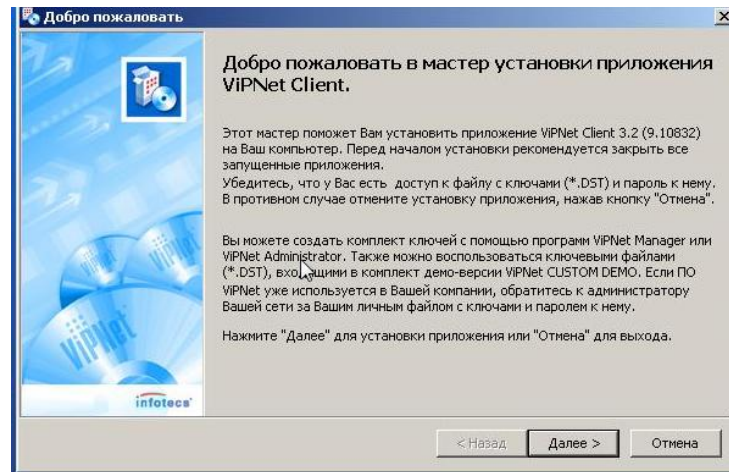 Добро пожаловать
Добро пожаловать в мастер установки приложения
ViPNet Client.
Этот мастер поможет Вам установить приложение ViPNet Client 3.2 (9.10832)
на Ваш компьютер. Перед началом установки рекомендуется закрыть все
запущенные приложения.
Убедитесь, что у Вас есть доступ к файлу с ключами (*.DST) и пароль к нему.
В противном случае отмените установку приложения, нажав кнопку "Отмена".
Вы можете создать комплект ключей с помощью программ ViPNet Manager или
ViPNet Administrator. Также можно воспользоваться ключевыми файлами
(*.DST), входящими в комплект демо-версии ViPNet CUSTOM DEMO. Если ПО
ViPNet уже используется в Вашей компании, обратитесь к администратору
Вашей сети за Вашим личным файлом с ключами и паролем к нему.
Нажмите "Далее" для установки приложения или "Отмена" для выхода.
ViPNet
ViPNet
ViPNet
infotecs
< Назад
Далее >
Отмена